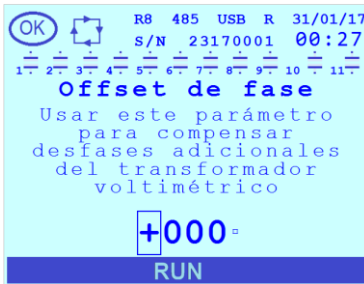 OK R8 485 USB R 31/01/17
S/N 23170001 00:27
1 2 3 4 5 6 7 8 9 10 11
Offset de fase
Usar este parámetro
para compensar
desfases adicionales
del transformador
voltimétrico
+000°
RUN